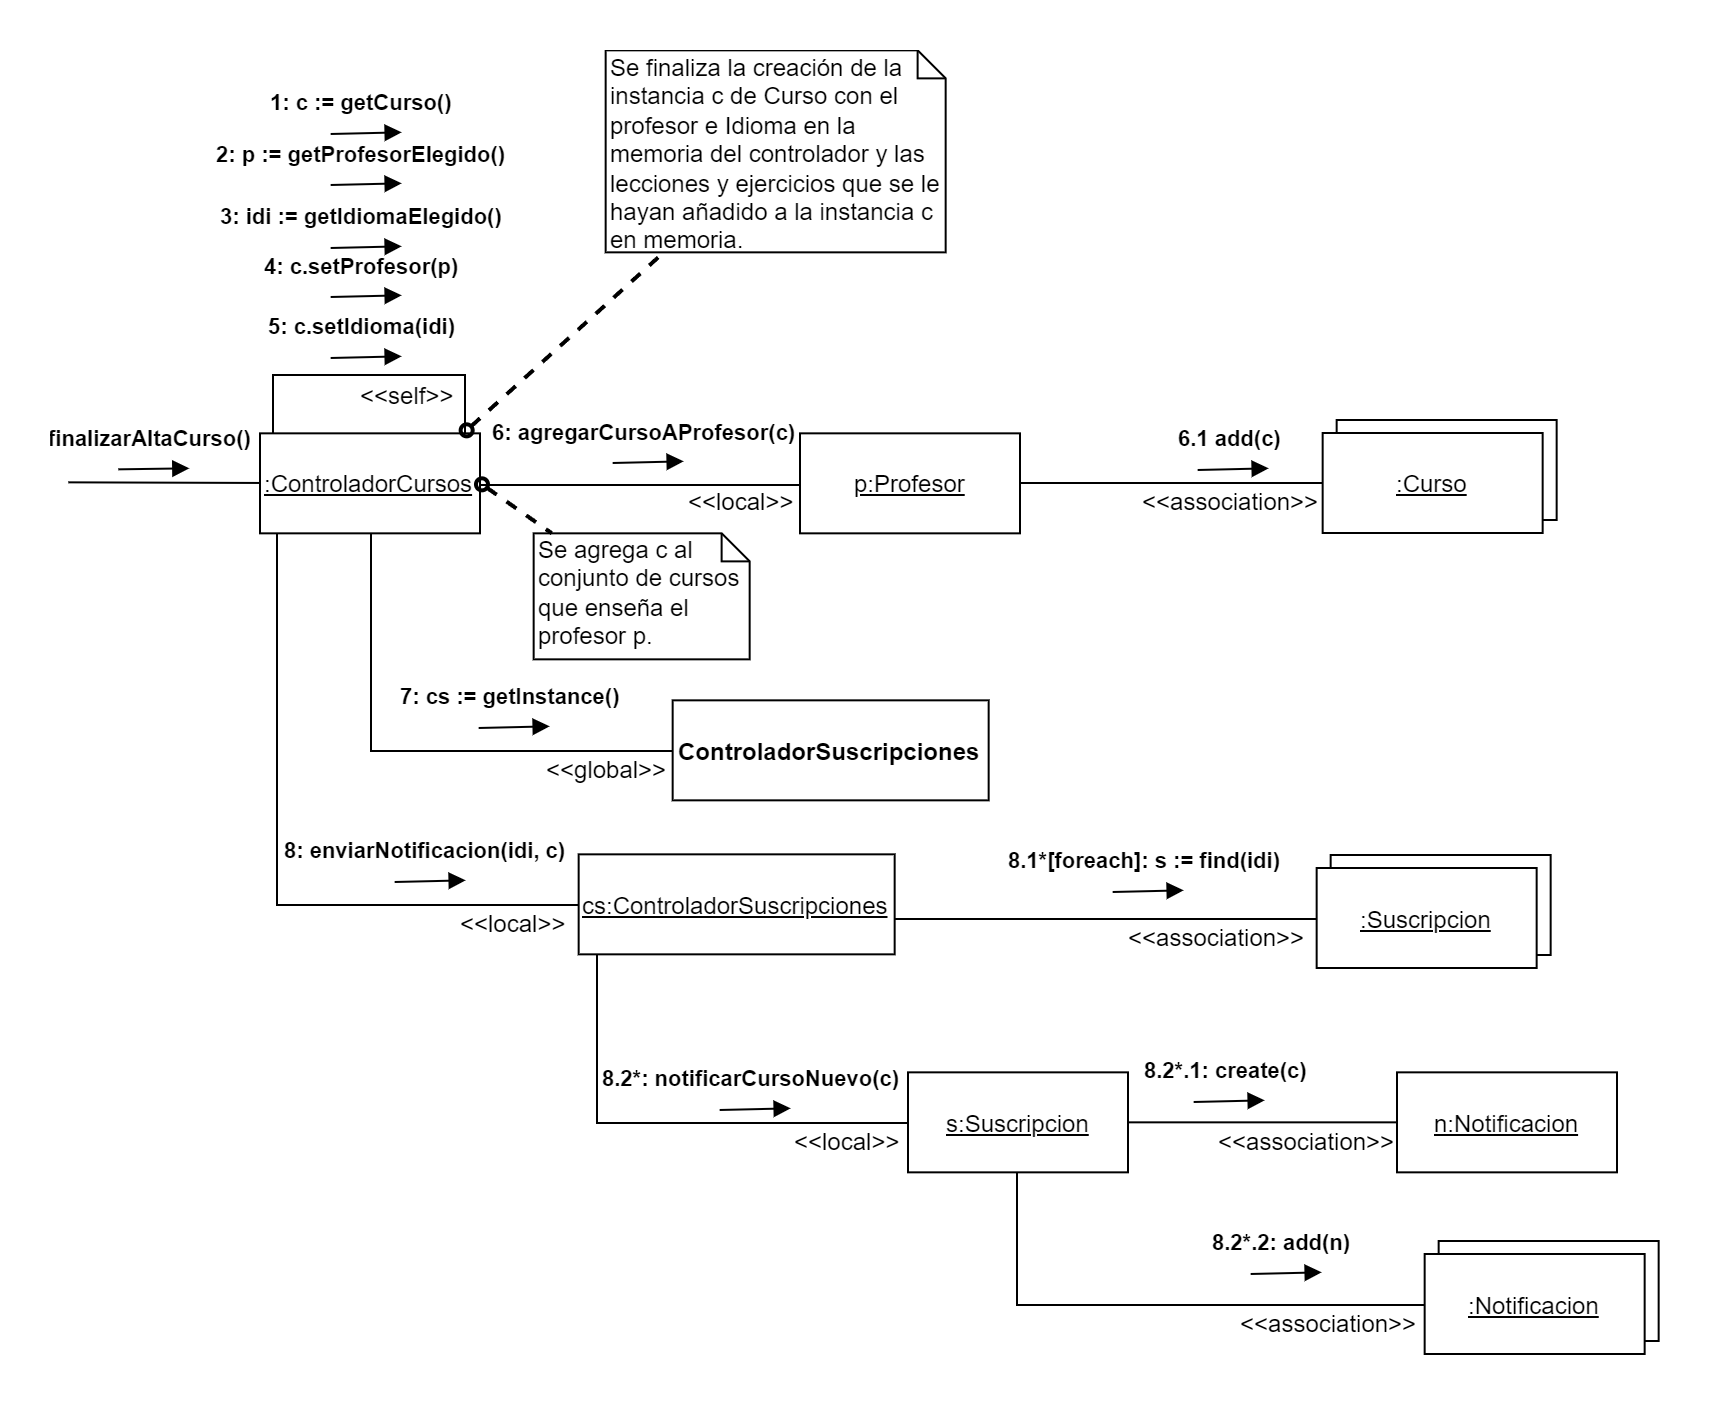 Se finaliza la creación de la
instancia c de Curso con el
profesor e Idioma en la
memoria del controlador y las
lecciones y ejercicios que se le
hayan añadido a la instancia c
en memoria.
1: c := getCurso()
2: p := getProfesorElegido()
3: idi := getIdiomaElegido()
4: c.setProfesor(p)
5: c.setIdioma(idi)
<<self>>
finalizarAltaCurso()
:ControladorCursos
6: agregarCursoAProfesor(c)
<<local>>
p:Profesor
6.1 add(c)
<<association>>
:Curso
Se agrega c al
conjunto de cursos
que enseña el
profesor p.
7: cs := getInstance()
<<global>>
ControladorSuscripciones
8: enviarNotificacion(idi, c)
<<local>>
cs:ControladorSuscripciones
8.1*[foreach]: s := find(idi)
<<association>>
:Suscripcion
8.2*: notificarCursoNuevo(c)
<<local>>
s:Suscripcion
8.2*.1: create(c)
<<association>>
n:Notificacion
8.2*.2: add(n)
<<association>>
:Notificacion